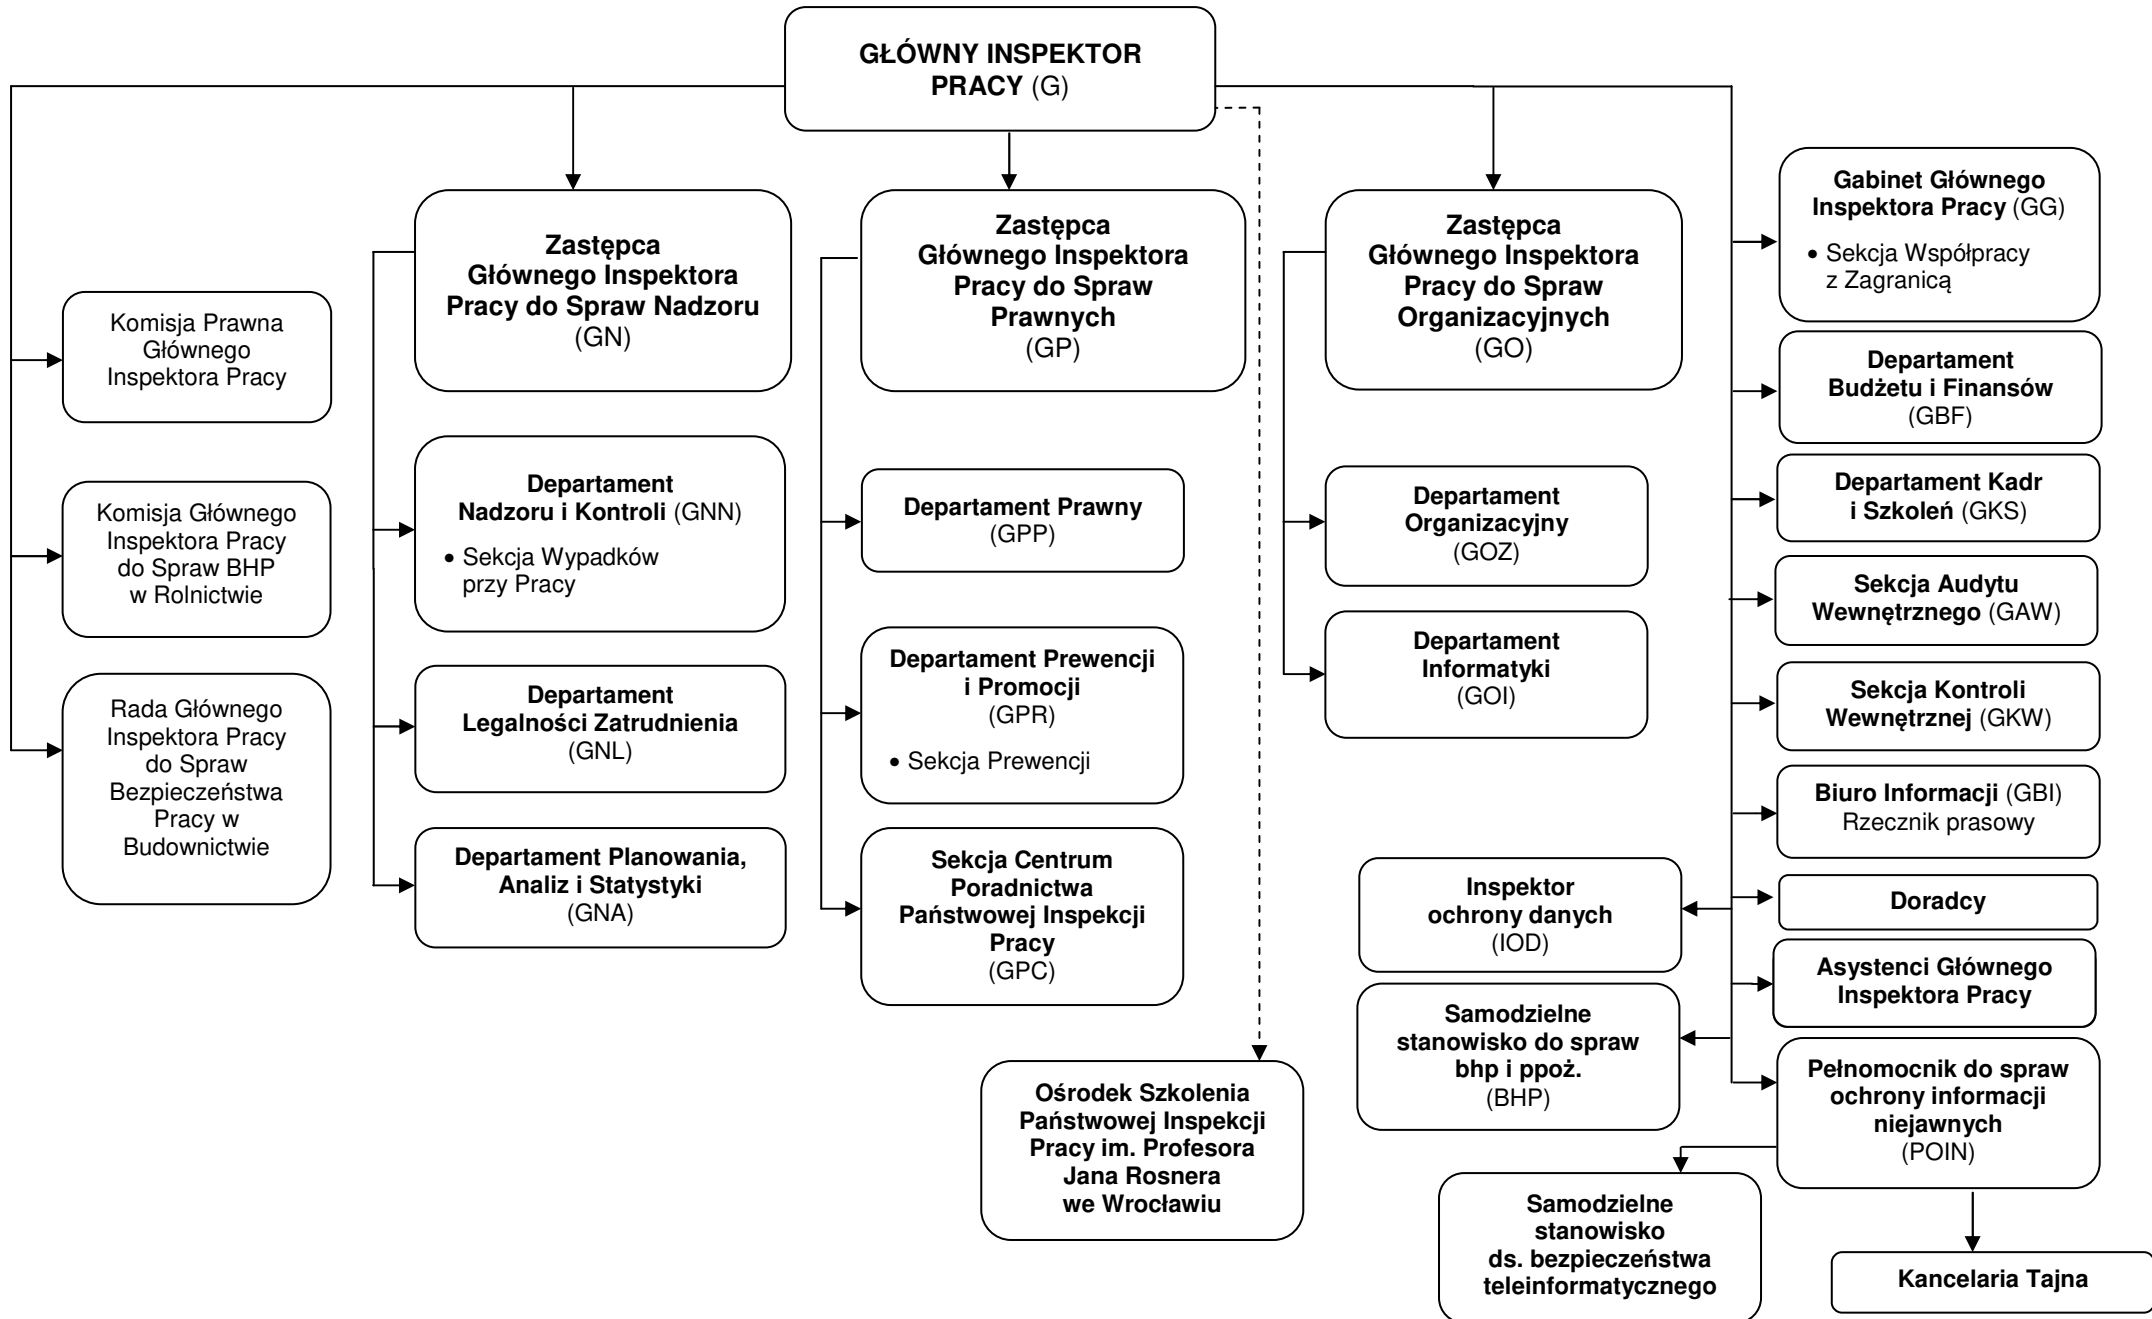 GŁÓWNY INSPEKTOR
PRACY (G)
Komisja Prawna
Głównego
Inspektora Pracy
Komisja Głównego
Inspektora Pracy
do Spraw BHP
w Rolnictwie
Rada Głównego
Inspektora Pracy
do Spraw
Bezpieczeństwa
Pracy w
Budownictwie
Zastępca
Głównego Inspektora
Pracy do Spraw Nadzoru
(GN)
Departament
Nadzoru i Kontroli (GNN)
• Sekcja Wypadków
przy Pracy
Departament
Legalności Zatrudnienia
(GNL)
Departament Planowania,
Analiz i Statystyki
(GNA)
Zastępca
Głównego Inspektora
Pracy do Spraw
Prawnych
(GP)
Departament Prawny
(GPP)
Departament Prewencji
i Promocji
(GPR)
• Sekcja Prewencji
Sekcja Centrum
Poradnictwa
Państwowej Inspekcji
Pracy
(GPC)
Ośrodek Szkolenia
Państwowej Inspekcji
Pracy im. Profesora
Jana Rosnera
we Wrocławiu
Zastępca
Głównego Inspektora
Pracy do Spraw
Organizacyjnych
(GO)
Departament
Organizacyjny
(GOZ)
Departament
Informatyki
(GOI)
Inspektor
ochrony danych
(IOD)
Samodzielne
stanowisko do spraw
bhp i ppoż.
(BHP)
Gabinet Głównego
Inspektora Pracy (GG)
• Sekcja Współpracy
z Zagranicą
Departament
Budżetu i Finansów
(GBF)
Departament Kadr
i Szkoleń (GKS)
Sekcja Audytu
Wewnętrznego (GAW)
Sekcja Kontroli
Wewnętrznej (GKW)
Biuro Informacji (GBI)
Rzecznik prasowy
Doradcy
Asystenci Głównego
Inspektora Pracy
Pełnomocnik do spraw
ochrony informacji
niejawnych
(POIN)
Samodzielne
stanowisko
ds. bezpieczeństwa
teleinformatycznego
Kancelaria Tajna